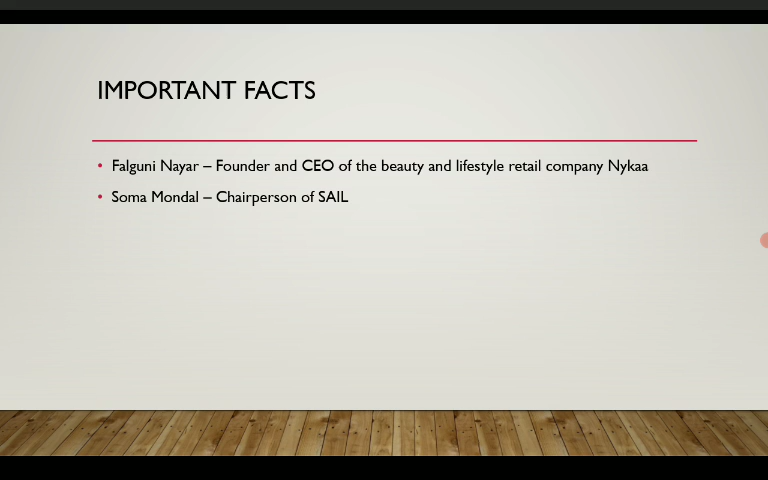 IMPORTANT FACTS
• Falguni Nayar – Founder and CEO of the beauty and lifestyle retail company Nykaa
• Soma Mondal – Chairperson of SAIL